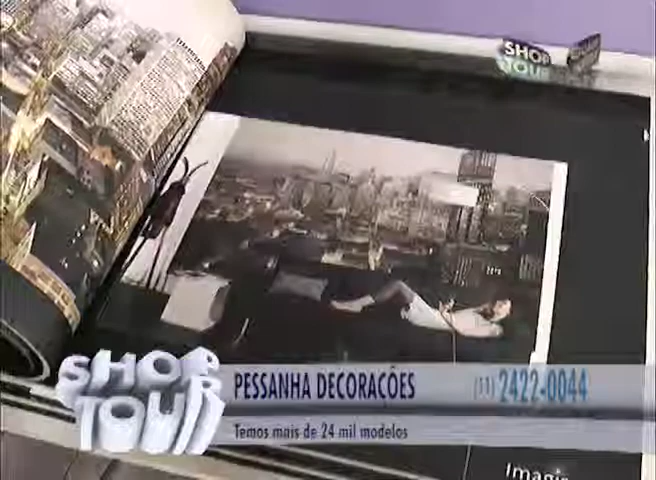 SHOP
TOUR
Imagin
SHOP
TOUR
PESSANHA DECORAÇÕES
(11) 2422-0044
Temos mais de 24 mil modelos